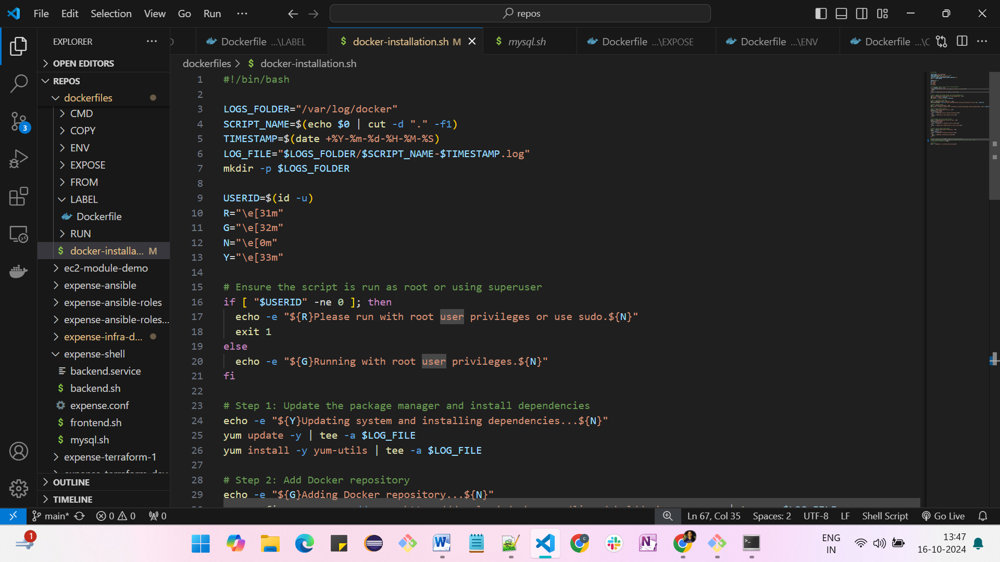 File Edit Selection View Go Run ...
repos
EXPLORER ...
OPEN EDITORS
REPOS
dockerfiles
CMD
COPY
ENV
EXPOSE
FROM
LABEL
Dockerfile
RUN
$ docker-installa... M
ec2-module-demo
expense-ansible
expense-ansible-roles
expense-ansible-roles...
expense-infra-d...
expense-shell
backend.service
$ backend.sh
expense.conf
$ frontend.sh
$ mysql.sh
expense-terraform-1
OUTLINE
TIMELINE
3
Dockerfile ...\LABEL
$ docker-installation.sh M
$ mysql.sh
Dockerfile ...\EXPOSE
Dockerfile ...\ENV
Dockerfile ...\C
dockerfiles > $ docker-installation.sh
1 #!/bin/bash
2
3 LOGS_FOLDER="/var/log/docker"
4 SCRIPT_NAME=$(echo $0 | cut -d "." -f1)
5 TIMESTAMP=$(date +%Y-%m-%d-%H-%M-%S)
6 LOG_FILE="$LOGS_FOLDER/$SCRIPT_NAME-$TIMESTAMP.log"
7 mkdir -p $LOGS_FOLDER
8
9 USERID=$(id -u)
10 R="\e[31m"
11 G="\e[32m"
12 N="\e[0m"
13 Y="\e[33m"
14
15 # Ensure the script is run as root or using superuser
16 if [ "$USERID" -ne 0 ]; then
17 echo -e "${R}Please run with root user privileges or use sudo.${N}"
18 exit 1
19 else
20 echo -e "${G}Running with root user privileges.${N}"
21 fi
22
23 # Step 1: Update the package manager and install dependencies
24 echo -e "${Y}Updating system and installing dependencies...${N}"
25 yum update -y | tee -a $LOG_FILE
26 yum install -y yum-utils | tee -a $LOG_FILE
27
28 # Step 2: Add Docker repository
29 echo -e "${G}Adding Docker repository...${N}"
main* 0 0 0
Ln 67, Col 35 Spaces: 2 UTF-8 LF Shell Script Go Live
1
ENG
IN
13:47
16-10-2024